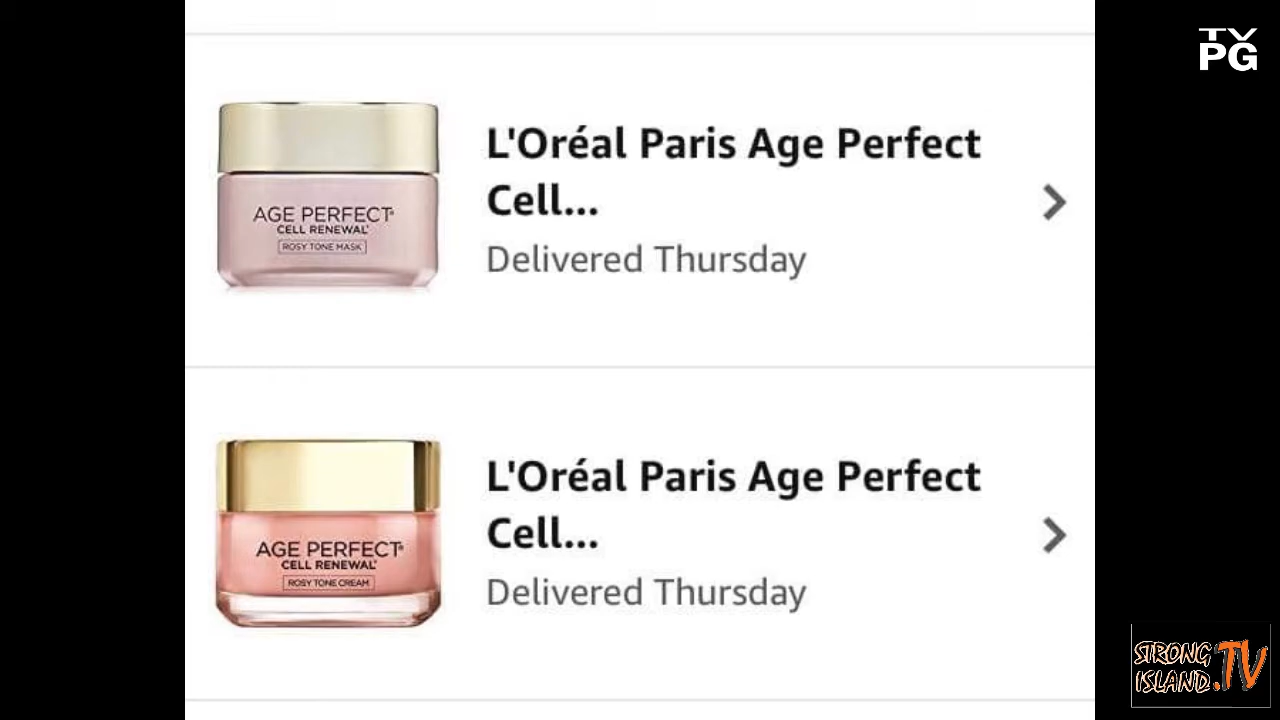 TV
PG
L'Oréal Paris Age Perfect
Cell...
Delivered Thursday
AGE PERFECT®
CELL RENEWAL*
ROSY TONE MASK
L'Oréal Paris Age Perfect
Cell...
Delivered Thursday
AGE PERFECT®
CELL RENEWAL*
ROSY TONE CREAM
STRONG
ISLAND.TV